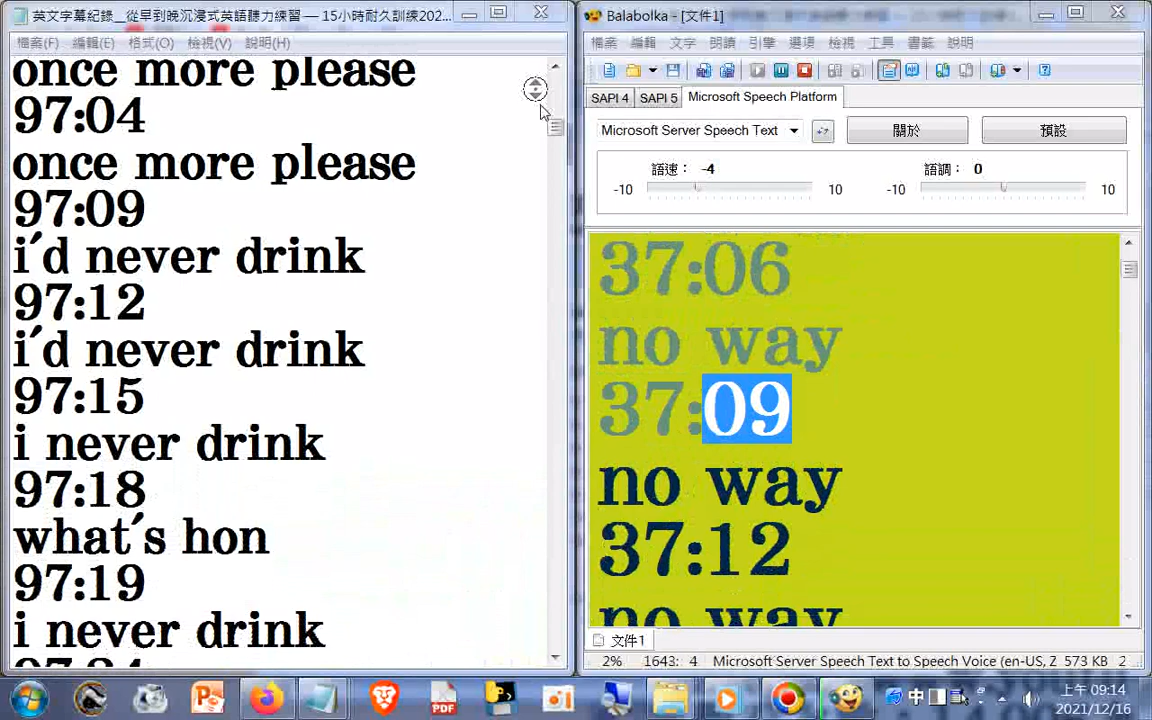 英文字幕紀錄__從早到晚沉浸式英語聽力練習 — 15小時耐久訓練202...
檔案(F) 編輯(E) 格式(O) 檢視(V) 說明(H)
once more please
97:04
once more please
97:09
i'd never drink
97:12
i'd never drink
97:15
i never drink
97:18
what's hon
97:19
i never drink
97:24
Balabolka - [文件1]
檔案 編輯 文字 朗讀 引擎 選項 檢視 工具 書籤 說明
SAPI 4 SAPI 5 Microsoft Speech Platform
Microsoft Server Speech Text 關於 預設
語速： -4 語調： 0
-10 10 -10 10
37:06
no way
37:09
no way
37:12
no way
文件1
2% 1643: 4 Microsoft Server Speech Text to Speech Voice (en-US, Z 573 KB 2
PDF
中
上午 09:14
2021/12/16